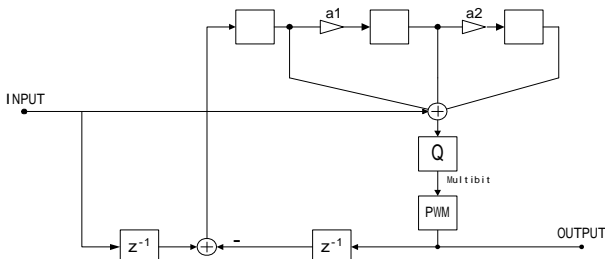 a1
a2
INPUT
+
Q
Multibit
PWM
OUTPUT
z-1
+
-
z-1